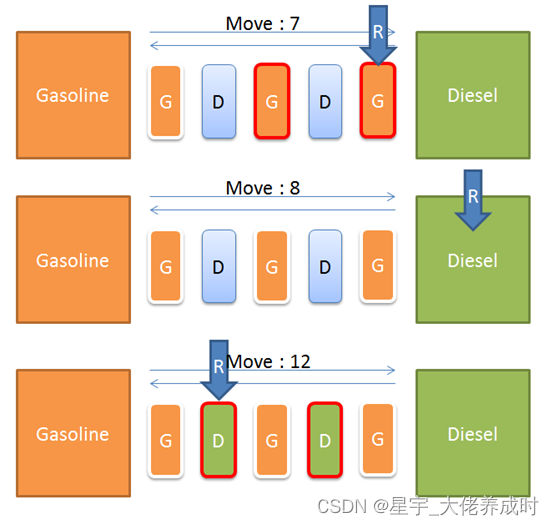 Move : 7
R
Gasoline
G
D
G
D
G
Diesel
Move : 8
R
Gasoline
G
D
G
D
G
Diesel
Move : 12
R
Gasoline
G
D
G
D
G
Diesel
CSDN @星宇_大佬养成时